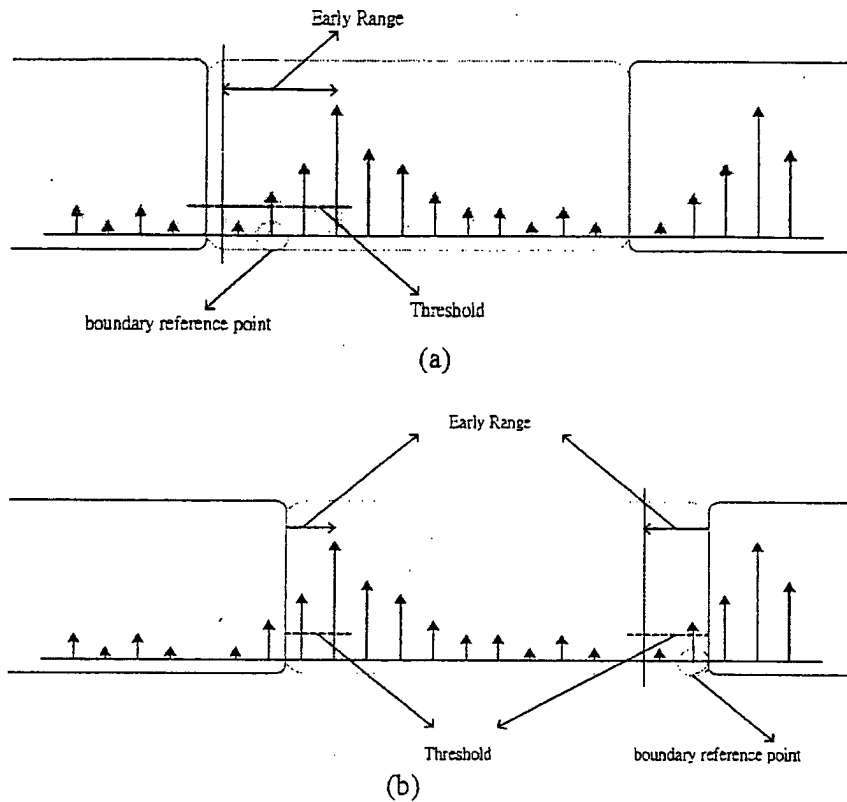 Early Range
Threshold
boundary reference point
(a)
Early Range
Threshold
boundary reference point
(b)